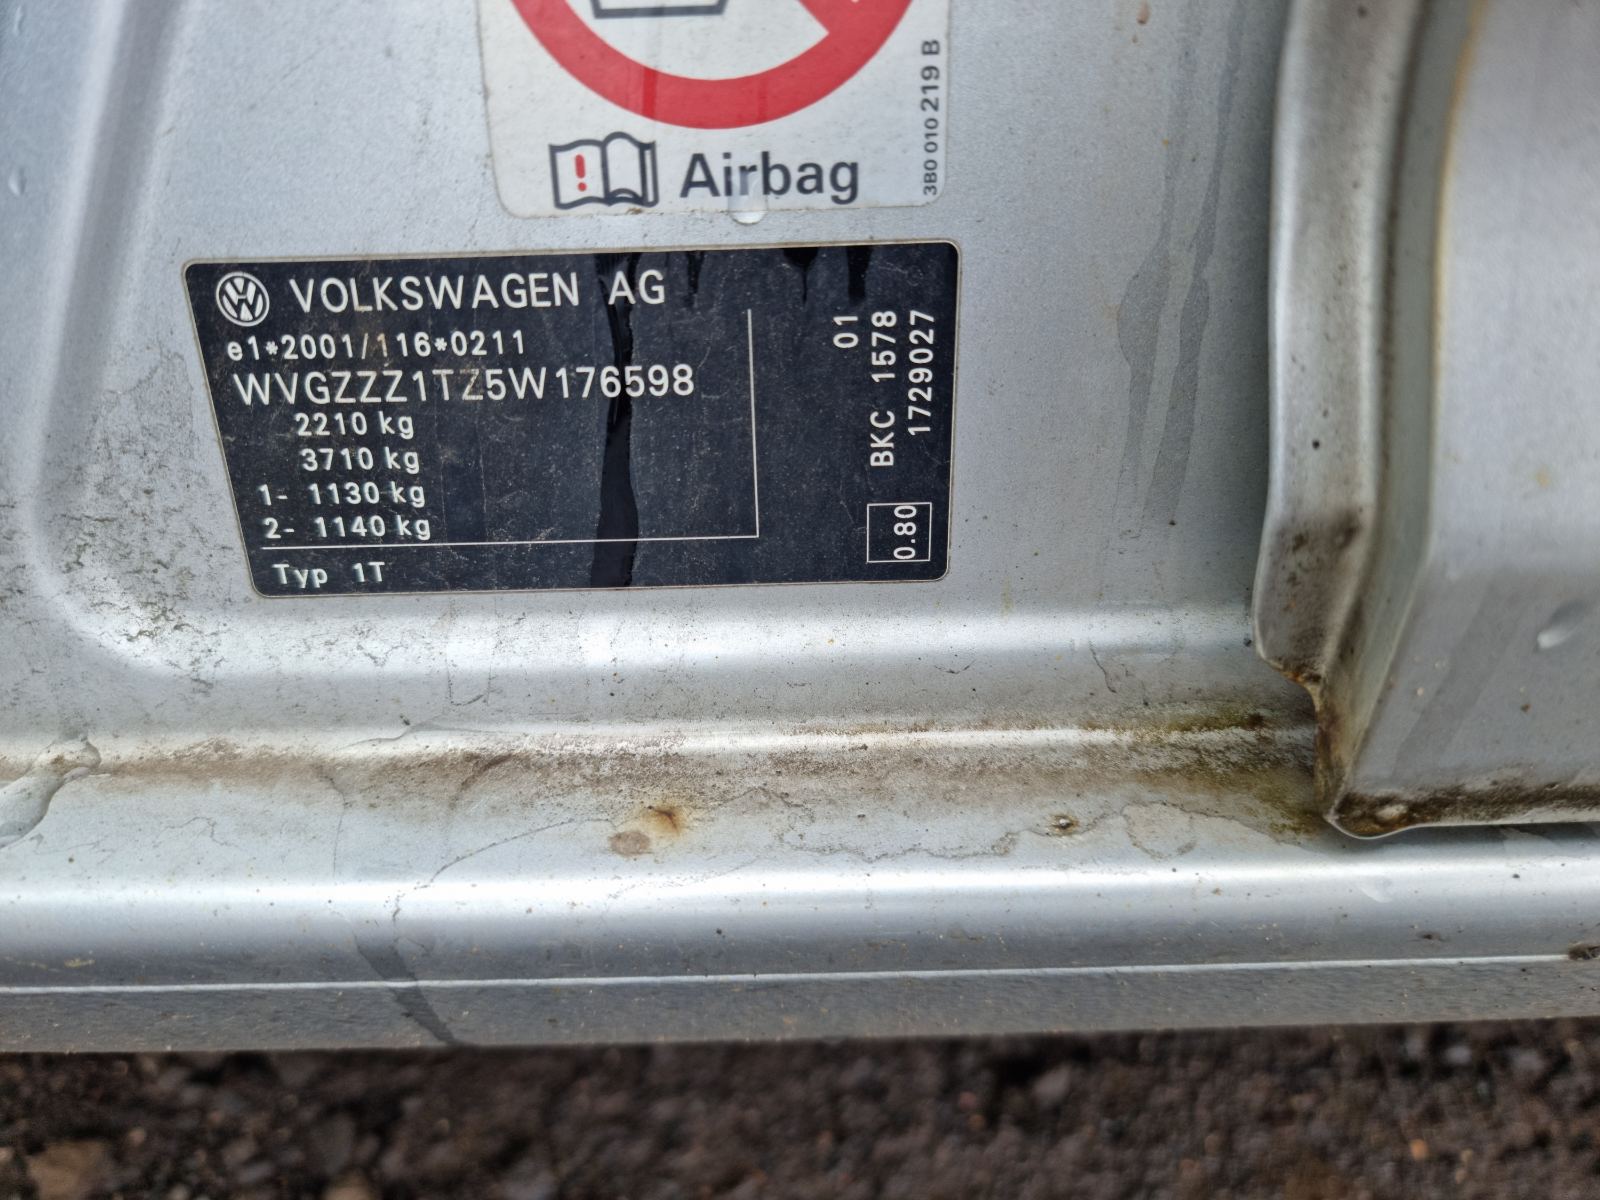 Airbag
3B0 010 219 B
VOLKSWAGEN AG
e1*2001/116*0211
WVGZZZ1TZ5W176598
2210 kg
3710 kg
1- 1130 kg
2- 1140 kg
Typ 1T
01
BKC 1578
1729027
0.80